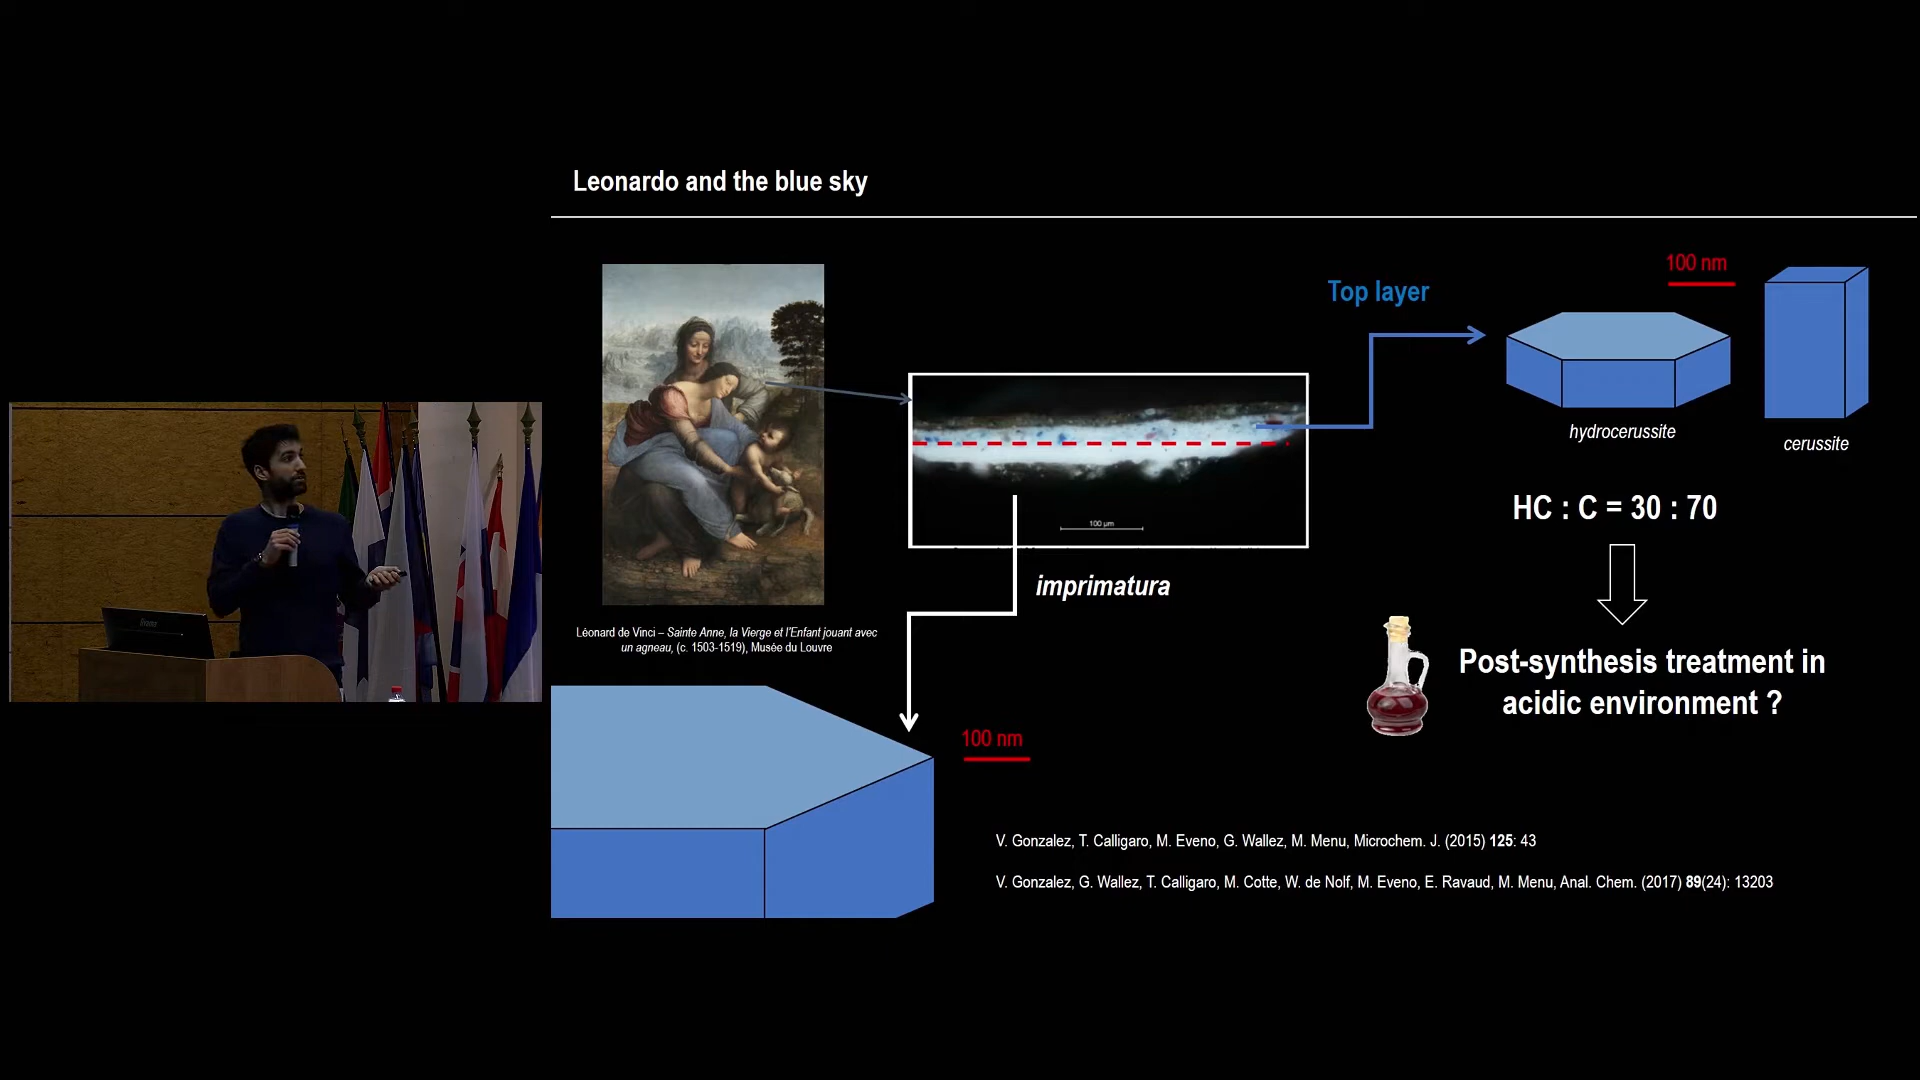 Leonardo and the blue sky
100 nm
Top layer
hydrocerussite
cerussite
HC : C = 30 : 70
100 µm
imprimatura
Léonard de Vinci – Sainte Anne, la Vierge et l'Enfant jouant avec
un agneau, (c. 1503-1519), Musée du Louvre
Post-synthesis treatment in
acidic environment ?
100 nm
V. Gonzalez, T. Calligaro, M. Eveno, G. Wallez, M. Menu, Microchem. J. (2015) 125: 43
V. Gonzalez, G. Wallez, T. Calligaro, M. Cotte, W. de Nolf, M. Eveno, E. Ravaud, M. Menu, Anal. Chem. (2017) 89(24): 13203